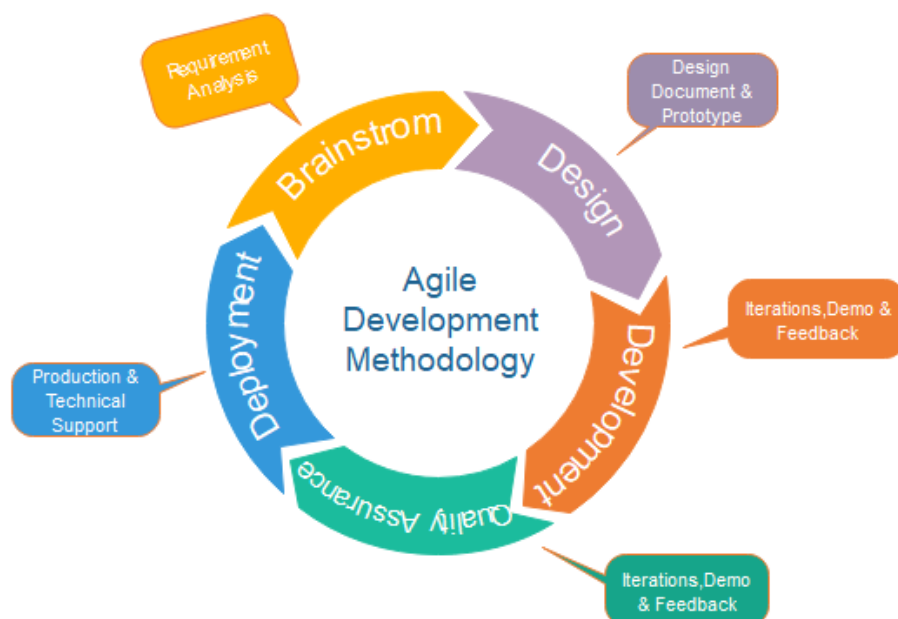 Requirement
Analysis
Brainstrom
Design
Document &
Prototype
Design
Agile
Development
Methodology
Iterations,Demo &
Feedback
Development
Deployment
Production &
Technical
Support
Quality Assurance
Iterations,Demo
& Feedback